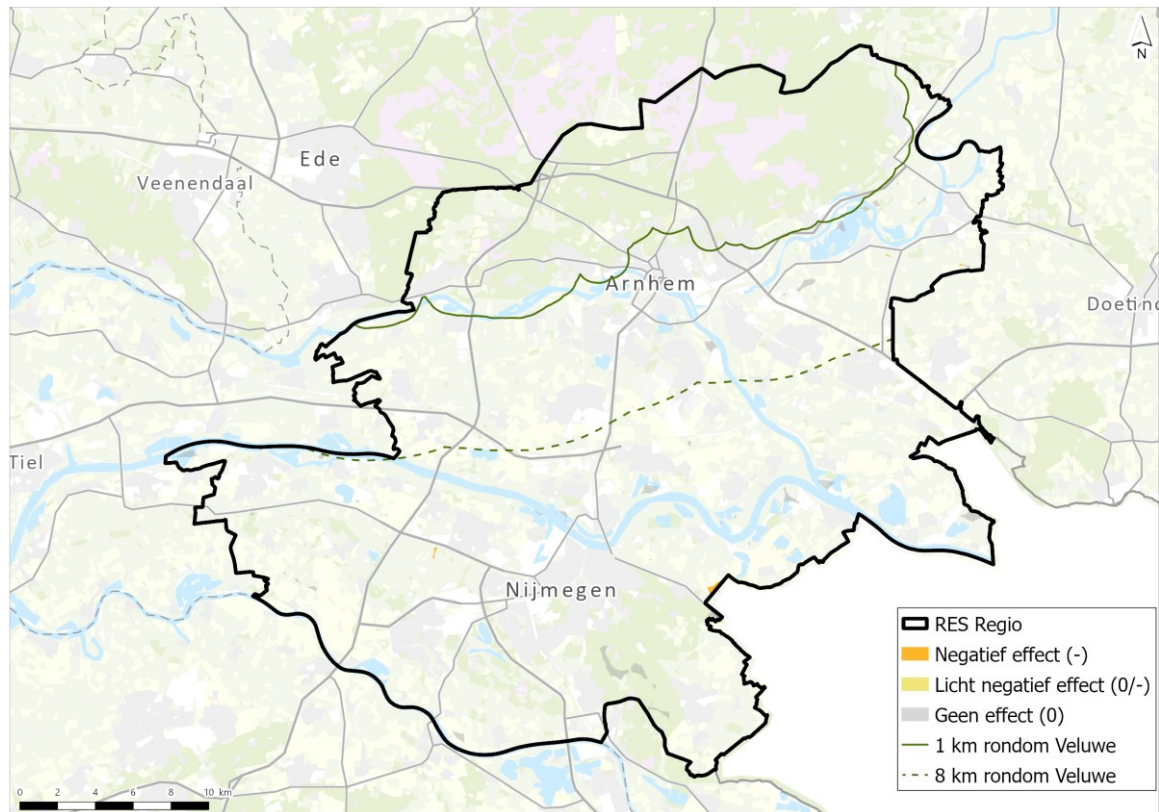 N
Ede
Veenendaal
Arnhem
Doetinc
Tiel
Nijmegen
RES Regio
Negatief effect (-)
Licht negatief effect (0/-)
Geen effect (0)
1 km rondom Veluwe
8 km rondom Veluwe
0 2 4 6 8 10 km